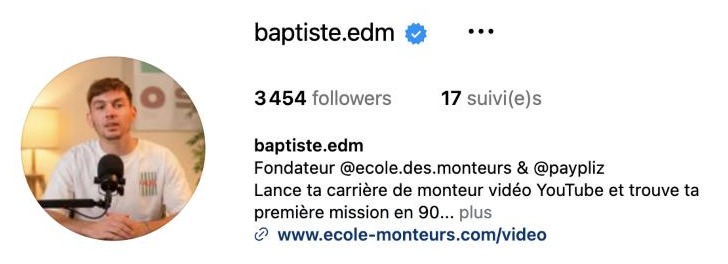 baptiste.edm
3 454 followers 17 suivi(e)s
baptiste.edm
Fondateur @ecole.des.monteurs & @paypliz
Lance ta carrière de monteur vidéo YouTube et trouve ta
première mission en 90... plus
www.ecole-monteurs.com/video